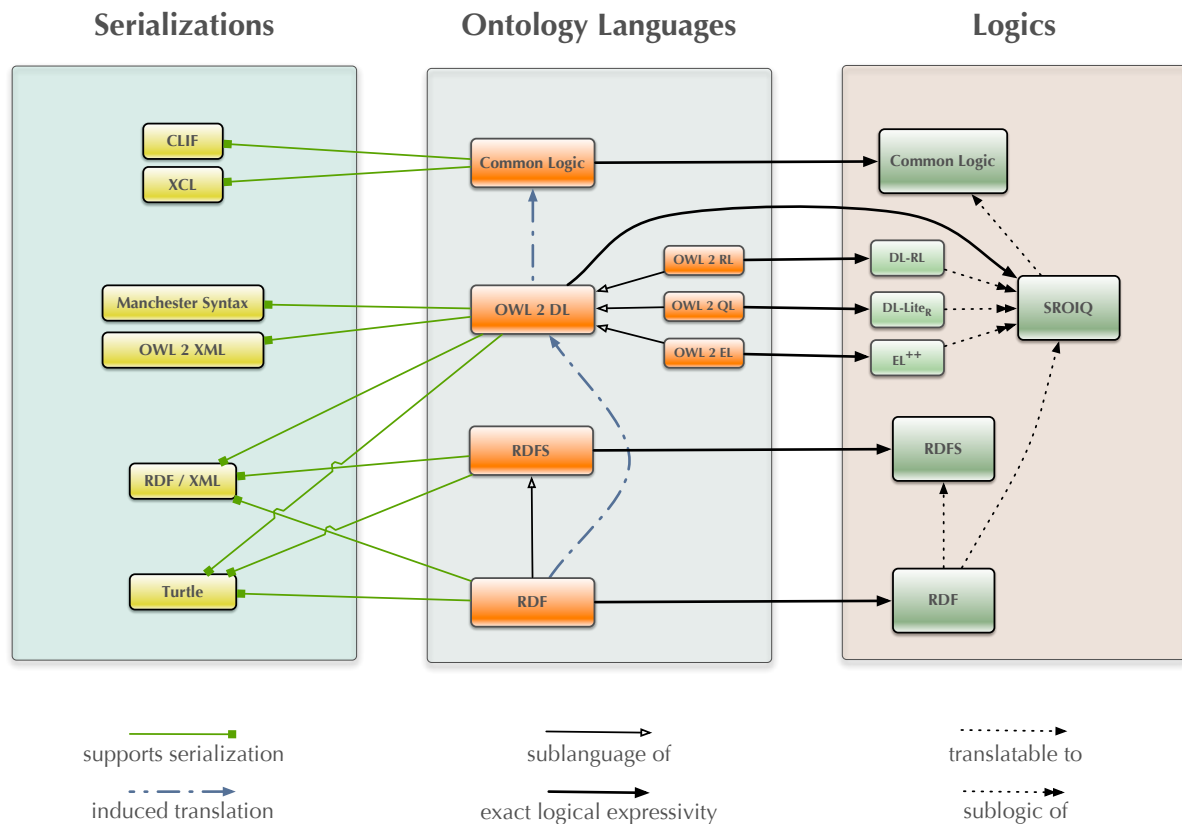 Serializations
Ontology Languages
Logics
CLIF
XCL
Manchester Syntax
OWL 2 XML
RDF / XML
Turtle
Common Logic
OWL 2 DL
OWL 2 RL
OWL 2 QL
OWL 2 EL
RDFS
RDF
Common Logic
DL-RL
DL-LiteR
EL++
SROIQ
RDFS
RDF
supports serialization
sublanguage of
translatable to
induced translation
exact logical expressivity
sublogic of